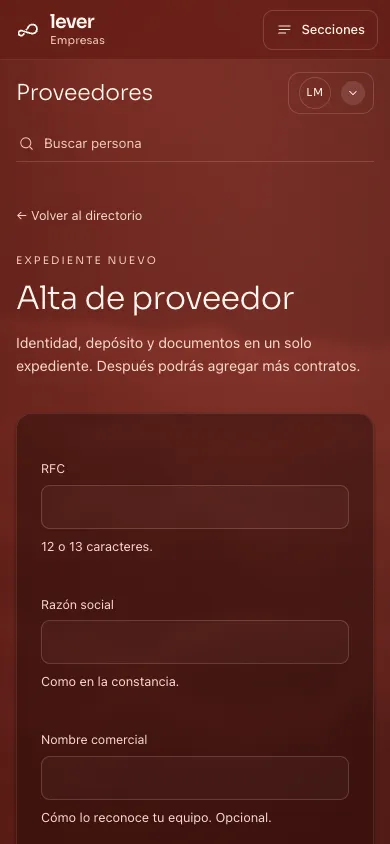 lever
Empresas
Secciones
Proveedores
LM
Buscar persona
← Volver al directorio
EXPEDIENTE NUEVO
Alta de proveedor
Identidad, depósito y documentos en un solo
expediente. Después podrás agregar más contratos.
RFC
12 o 13 caracteres.
Razón social
Como en la constancia.
Nombre comercial
Cómo lo reconoce tu equipo. Opcional.